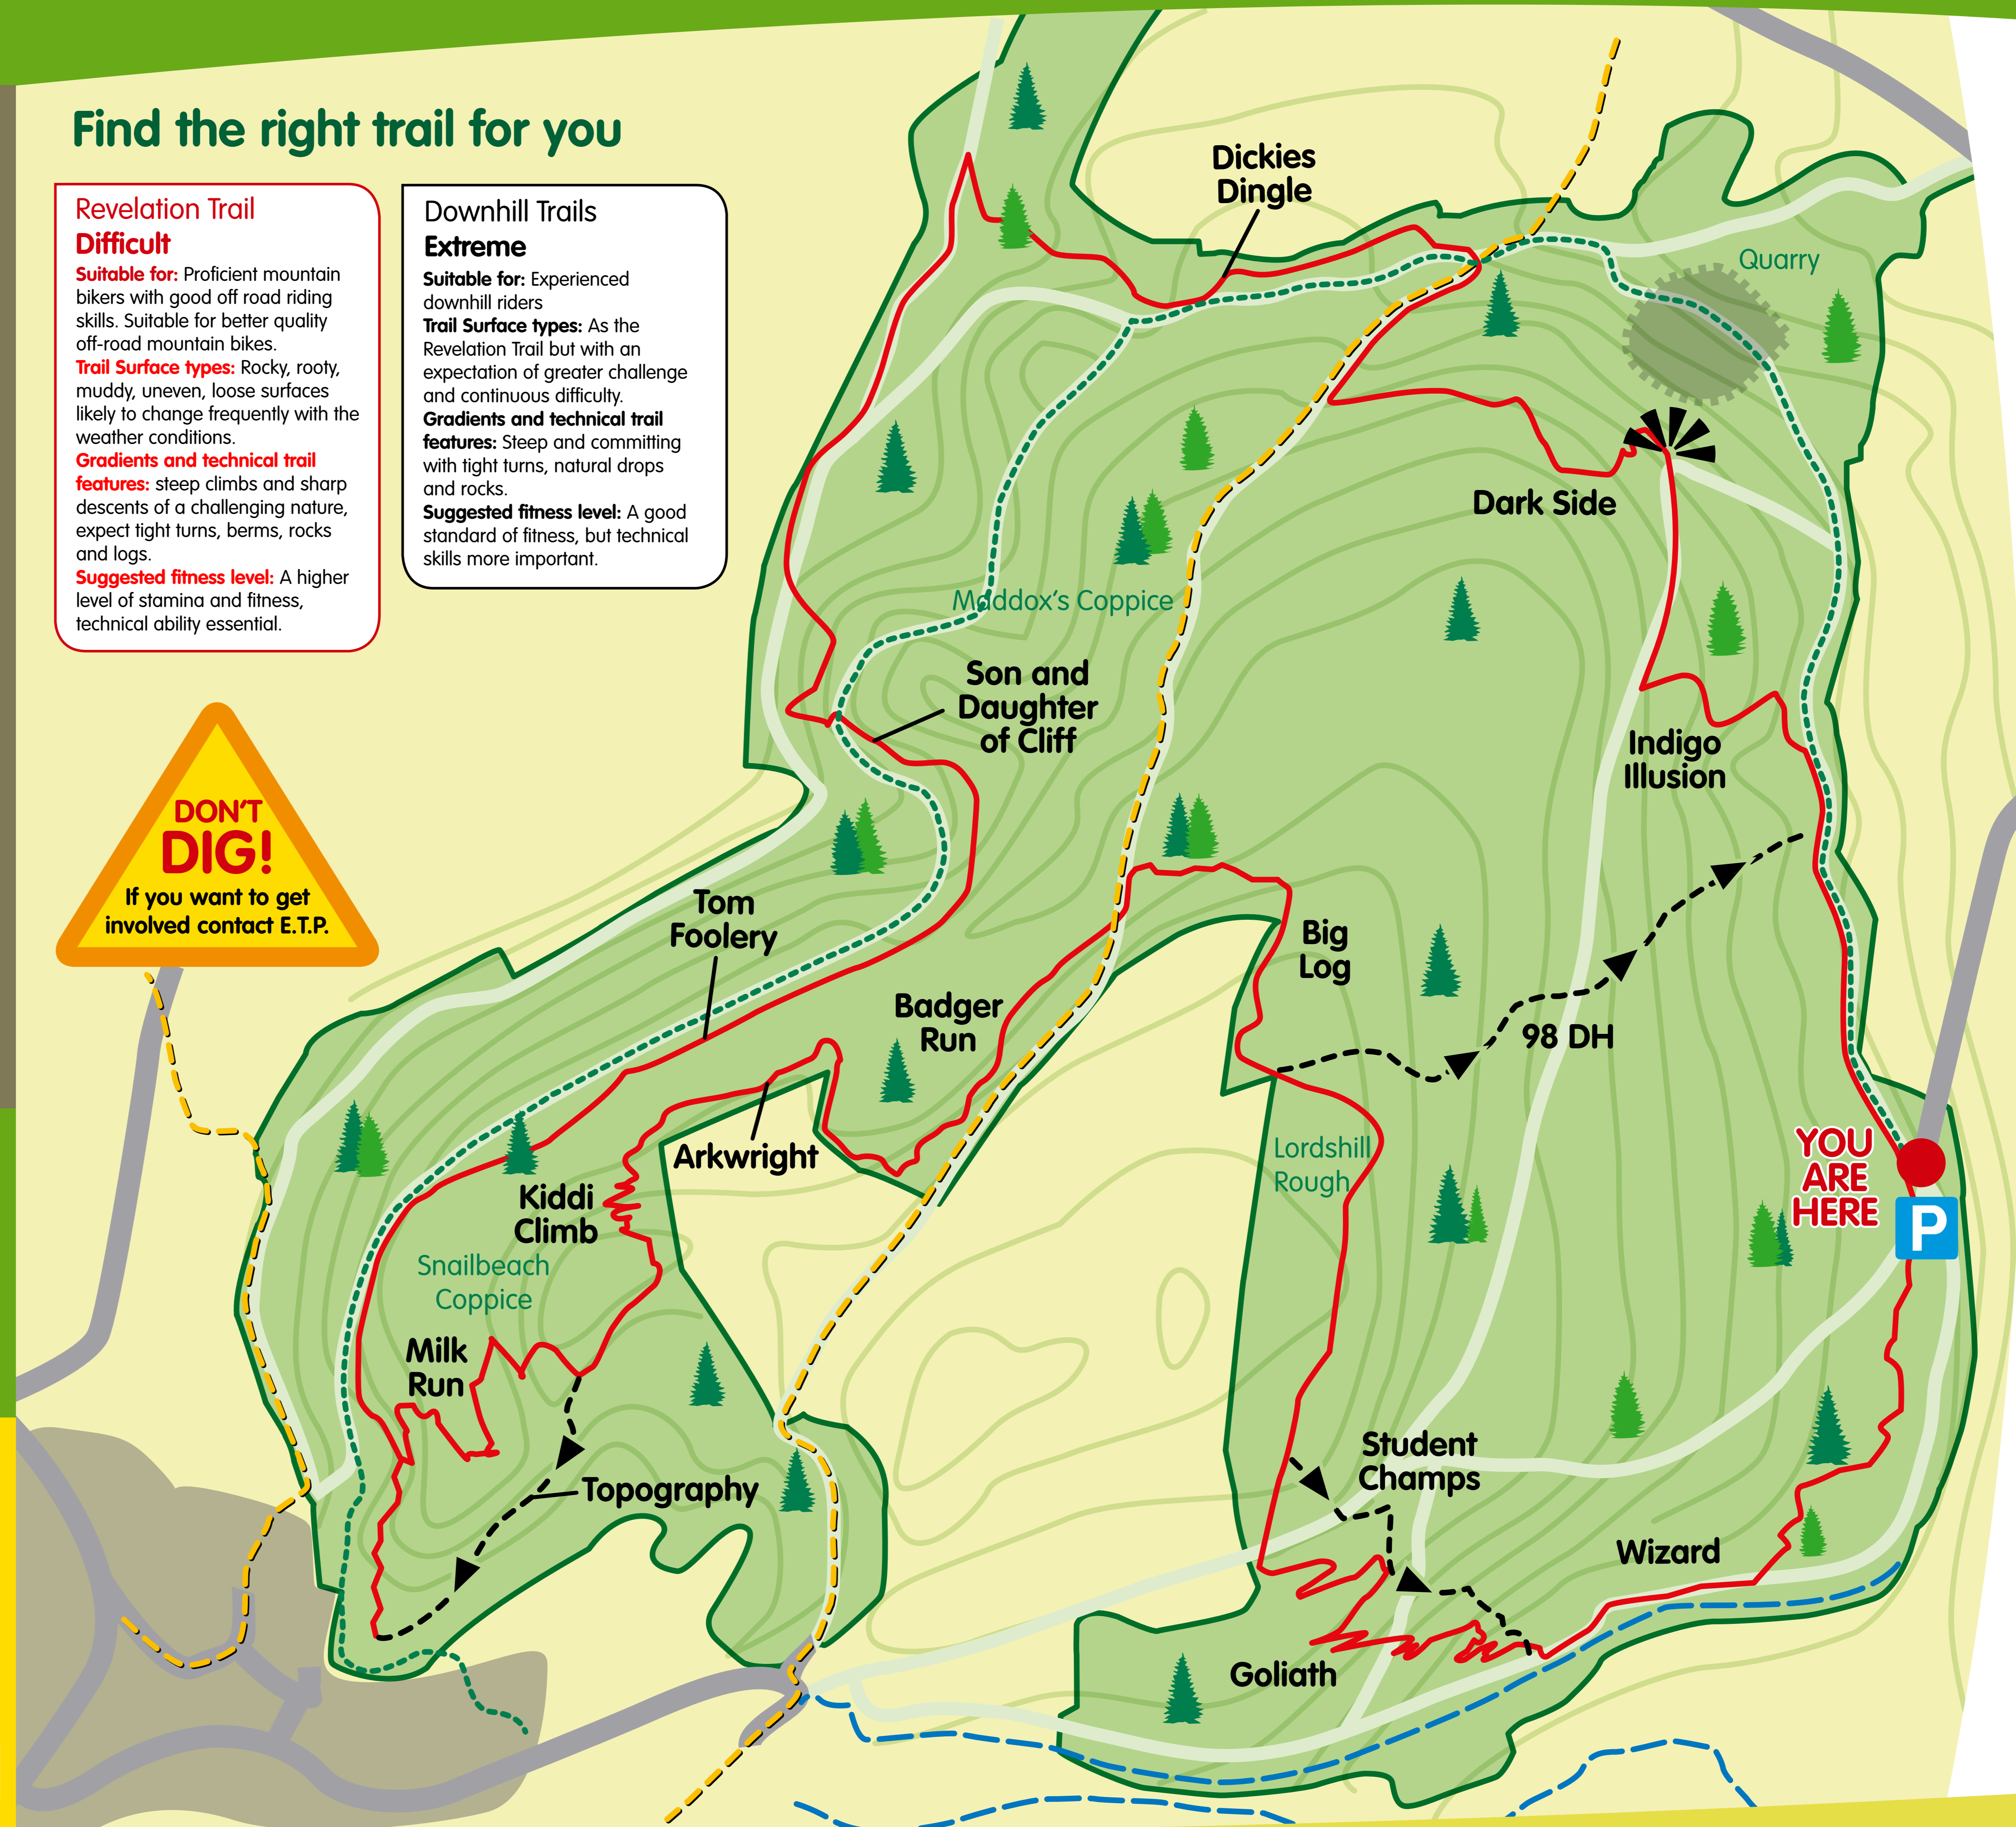 Find the right trail for you
Revelation Trail
Difficult
Suitable for: Proficient mountain
bikers with good off road riding
skills. Suitable for better quality
off-road mountain bikes.
Trail Surface types: Rocky, rooty,
muddy, uneven, loose surfaces
likely to change frequently with the
weather conditions.
Gradients and technical trail
features: steep climbs and sharp
descents of a challenging nature,
expect tight turns, berms, rocks
and logs.
Suggested fitness level: A higher
level of stamina and fitness,
technical ability essential.
Downhill Trails
Extreme
Suitable for: Experienced
downhill riders
Trail Surface types: As the
Revelation Trail but with an
expectation of greater challenge
and continuous difficulty.
Gradients and technical trail
features: Steep and committing
with tight turns, natural drops
and rocks.
Suggested fitness level: A good
standard of fitness, but technical
skills more important.
DON'T
DIG!
If you want to get
involved contact E.T.P.
Dickies
Dingle
Quarry
Dark Side
Maddox's Coppice
Son and
Daughter
of Cliff
Indigo
Illusion
Tom
Foolery
Big
Log
Badger
Run
98 DH
Arkwright
Lordshill
Rough
YOU
ARE
HERE
P
Kiddi
Climb
Snailbeach
Coppice
Milk
Run
Topography
Student
Champs
Wizard
Goliath